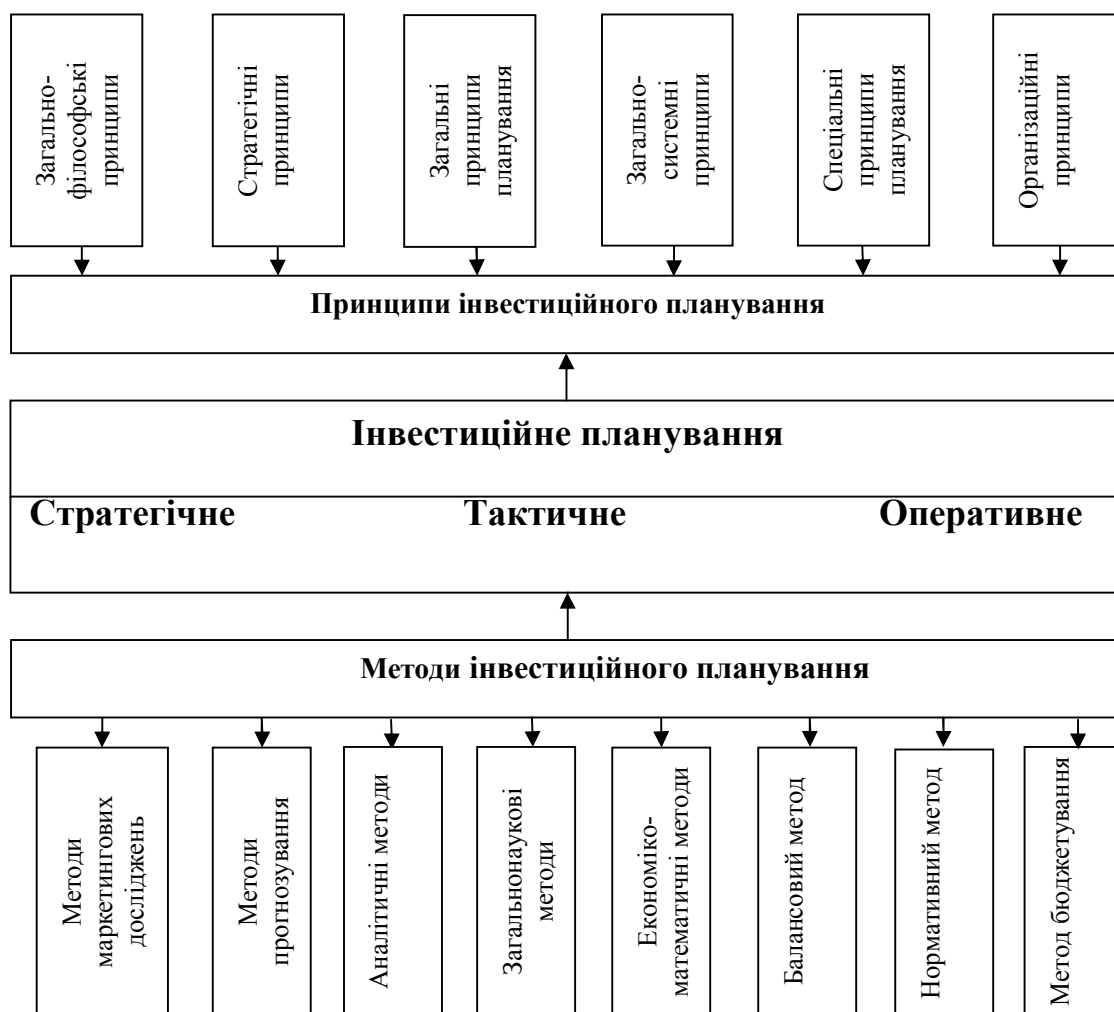 Загально-
філософські
принципи
Стратегічні
принципи
Загальні
принципи
планування
Загально-
системні
принципи
Спеціальні
принципи
планування
Організаційні
принципи
Принципи інвестиційного планування
Інвестиційне планування
Стратегічне Тактичне Оперативне
Методи інвестиційного планування
Методи
маркетингових
досліджень
Методи
прогнозування
Аналітичні методи
Загальнонаукові
методи
Економіко-
математичні методи
Балансовий метод
Нормативний метод
Метод бюджетування